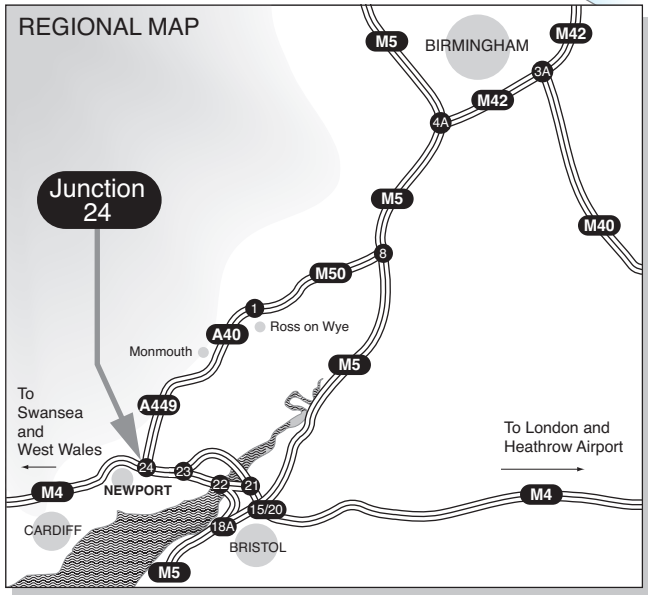 REGIONAL MAP
M5
BIRMINGHAM
M42
3A
M42
4A
Junction
24
M5
M40
8
M50
1
Ross on Wye
A40
Monmouth
M5
A449
To
Swansea
and
West Wales
To London and
Heathrow Airport
24
23
22
21
NEWPORT
M4
M4
15/20
18A
CARDIFF
BRISTOL
M5